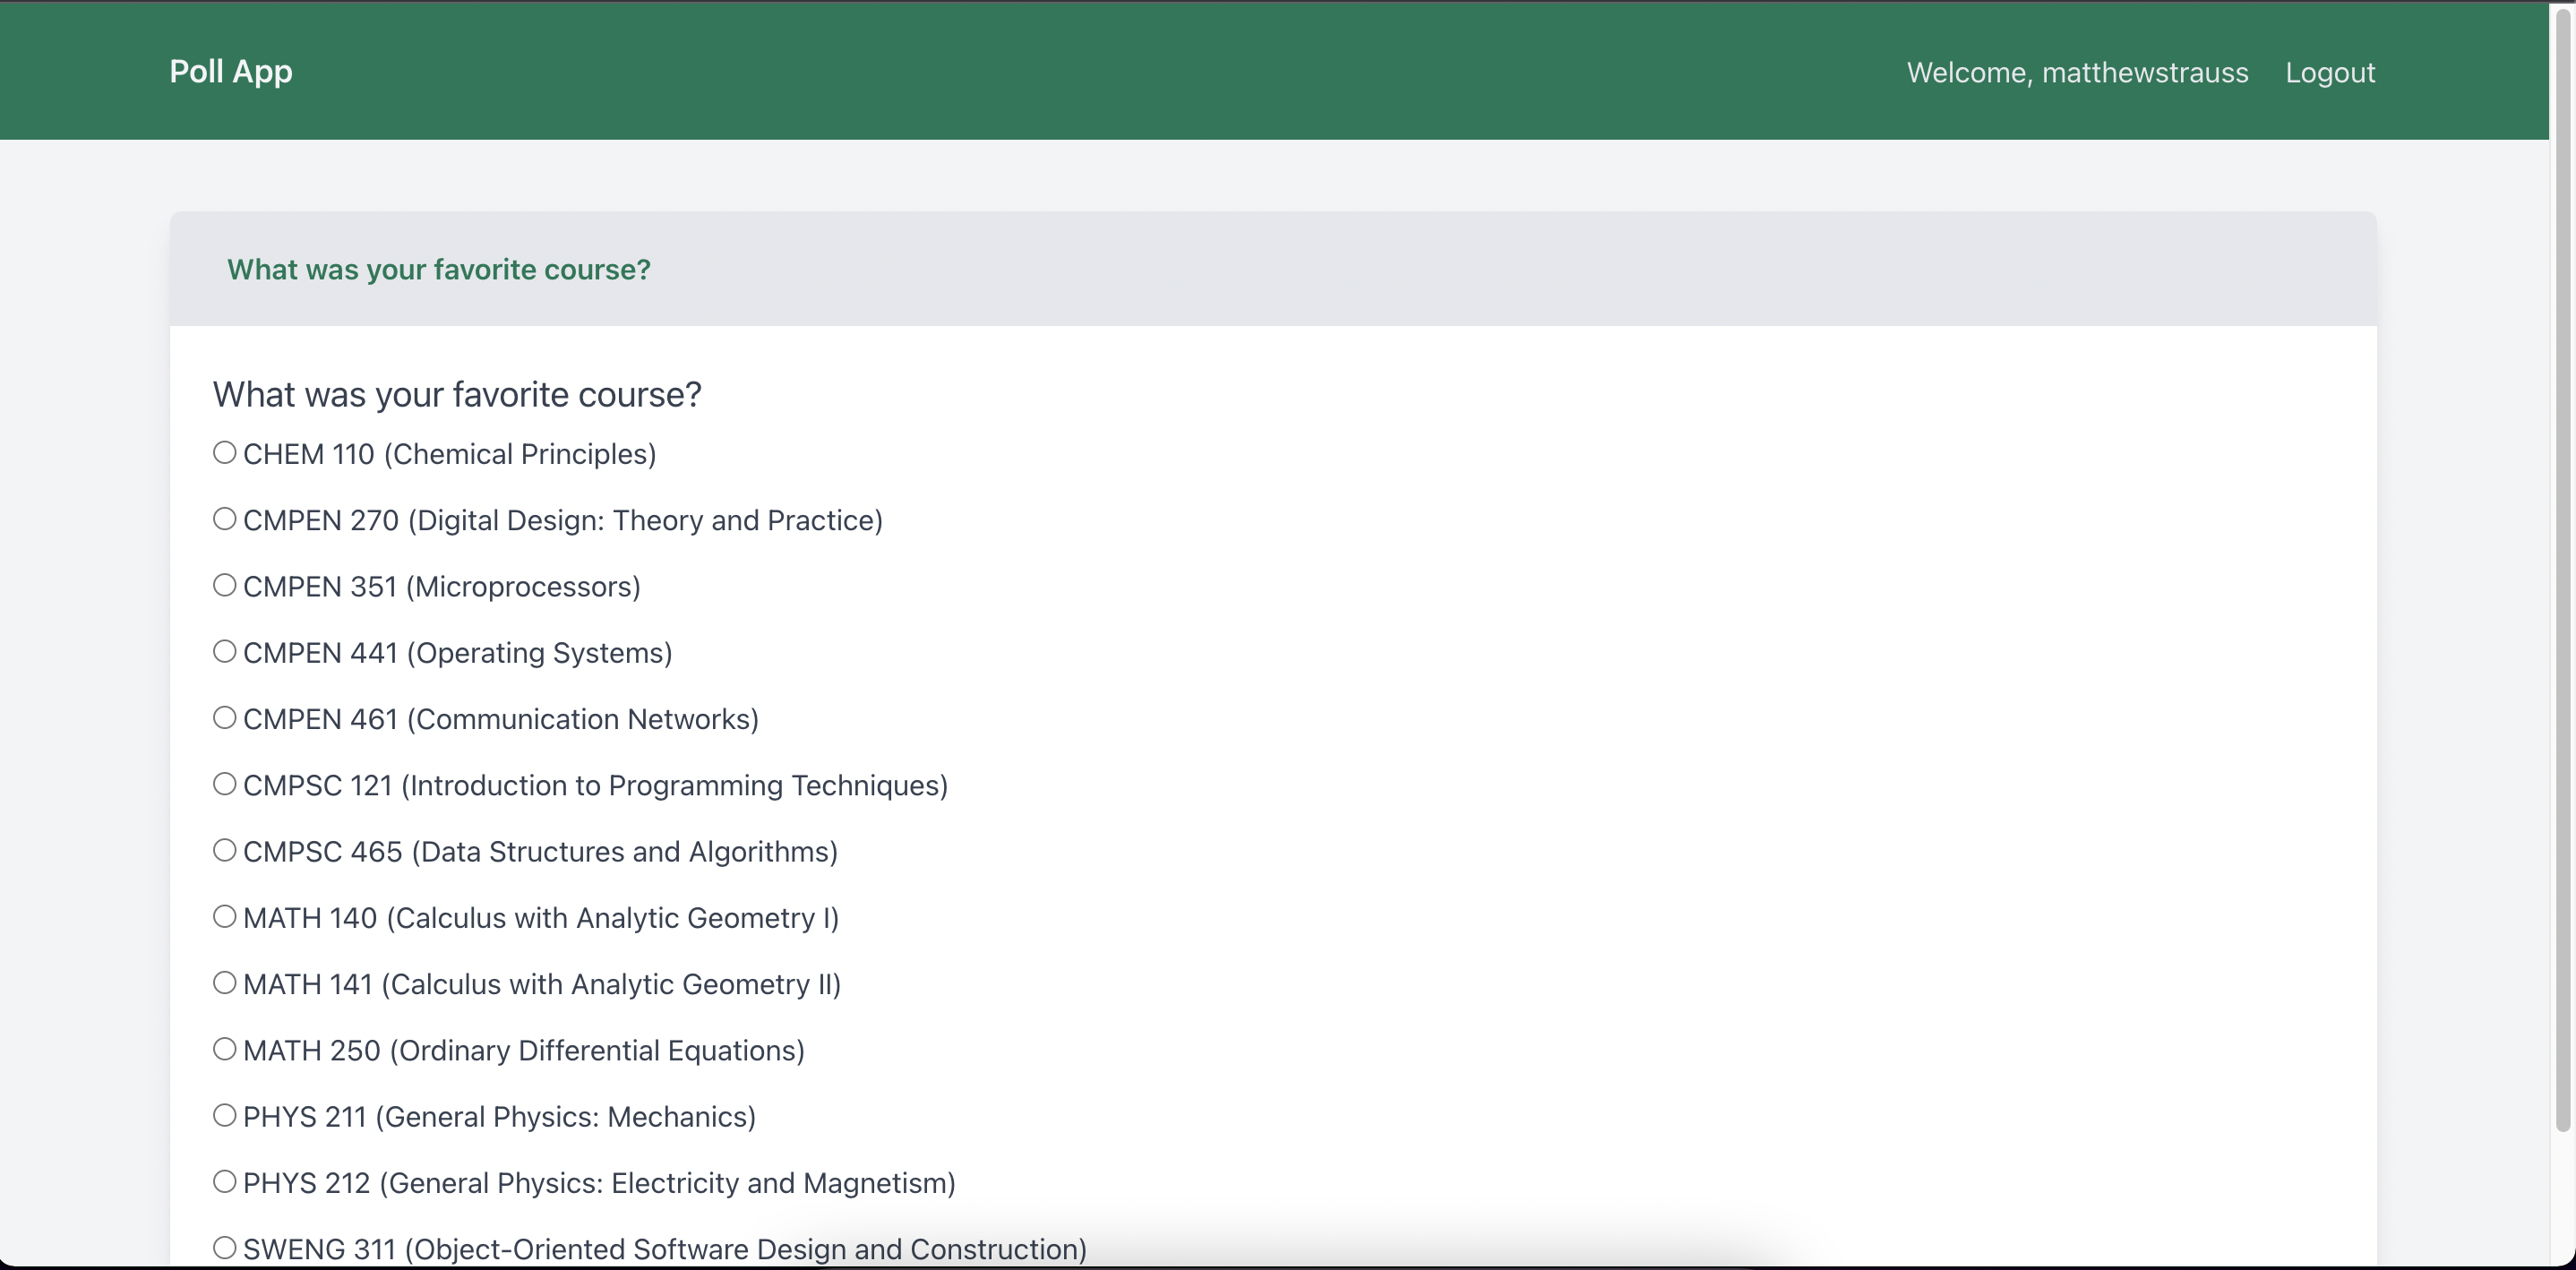 Poll App
Welcome, matthewstrauss Logout
What was your favorite course?
What was your favorite course?
CHEM 110 (Chemical Principles)
CMPEN 270 (Digital Design: Theory and Practice)
CMPEN 351 (Microprocessors)
CMPEN 441 (Operating Systems)
CMPEN 461 (Communication Networks)
CMPSC 121 (Introduction to Programming Techniques)
CMPSC 465 (Data Structures and Algorithms)
MATH 140 (Calculus with Analytic Geometry I)
MATH 141 (Calculus with Analytic Geometry II)
MATH 250 (Ordinary Differential Equations)
PHYS 211 (General Physics: Mechanics)
PHYS 212 (General Physics: Electricity and Magnetism)
SWENG 311 (Object-Oriented Software Design and Construction)